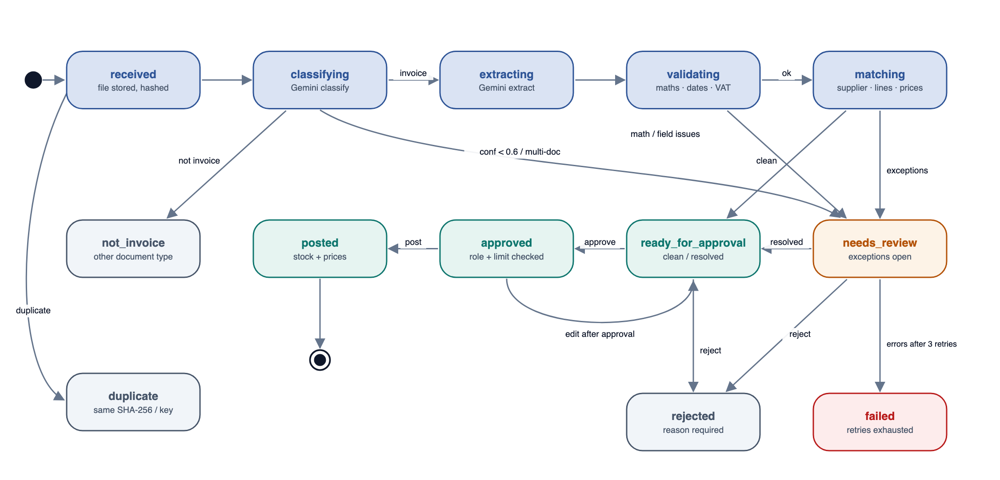 received
file stored, hashed
classifying
Gemini classify
invoice
extracting
Gemini extract
validating
maths · dates · VAT
ok
matching
supplier · lines · prices
math / field issues
conf < 0.6 / multi-doc
not invoice
clean
exceptions
not_invoice
other document type
posted
stock + prices
post
approved
role + limit checked
approve
ready_for_approval
clean / resolved
resolved
needs_review
exceptions open
duplicate
edit after approval
reject
reject
errors after 3 retries
duplicate
same SHA-256 / key
rejected
reason required
failed
retries exhausted